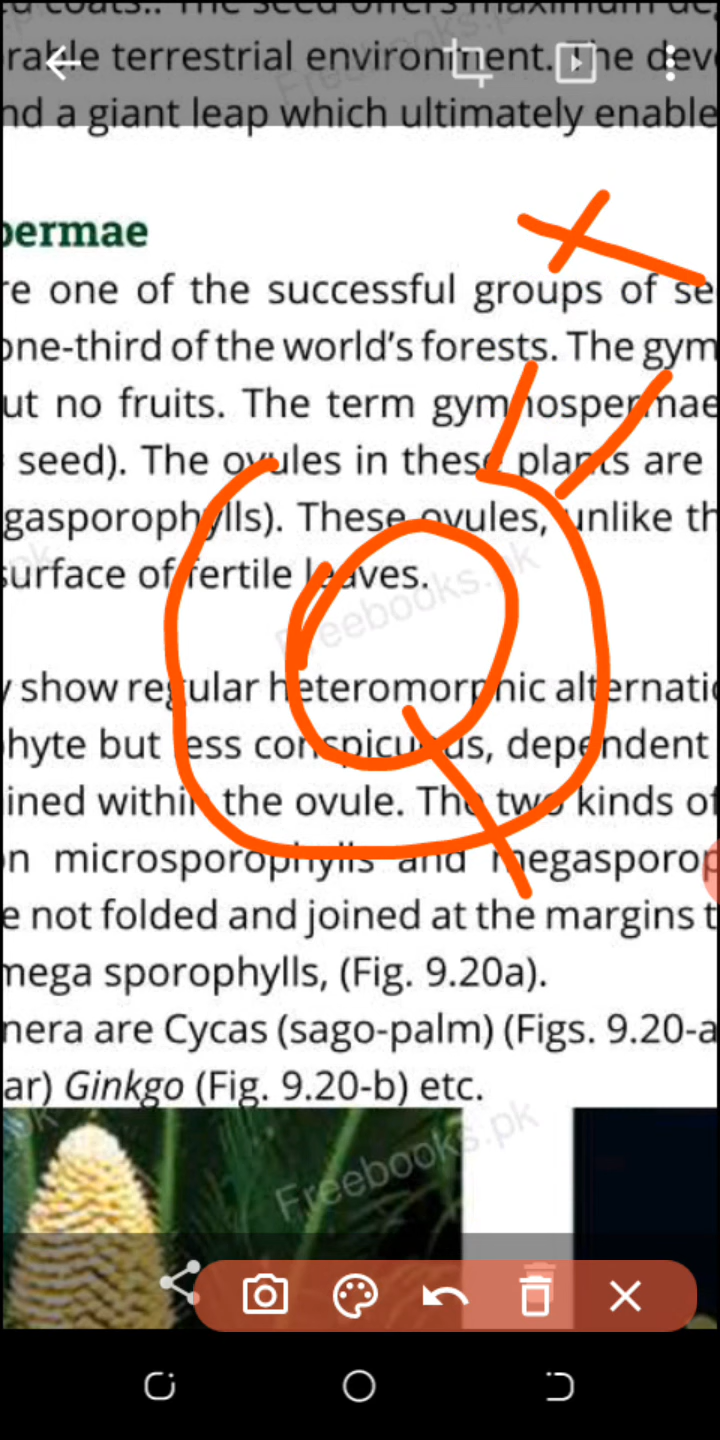 rable terrestrial environment. The dev
nd a giant leap which ultimately enable
permae
re one of the successful groups of se
one-third of the world's forests. The gym
ut no fruits. The term gymnospermae
seed). The ovules in these plants are
gasporophylls). These ovules, unlike th
surface of fertile leaves.
y show regular heteromorphic alternatio
hyte but less conspicuous, dependent
ined within the ovule. The two kinds of
n microsporophylls and megasporop
e not folded and joined at the margins t
mega sporophylls, (Fig. 9.20a).
nera are Cycas (sago-palm) (Figs. 9.20-a
ar) Ginkgo (Fig. 9.20-b) etc.
Freebooks.pk
Freebooks.pk